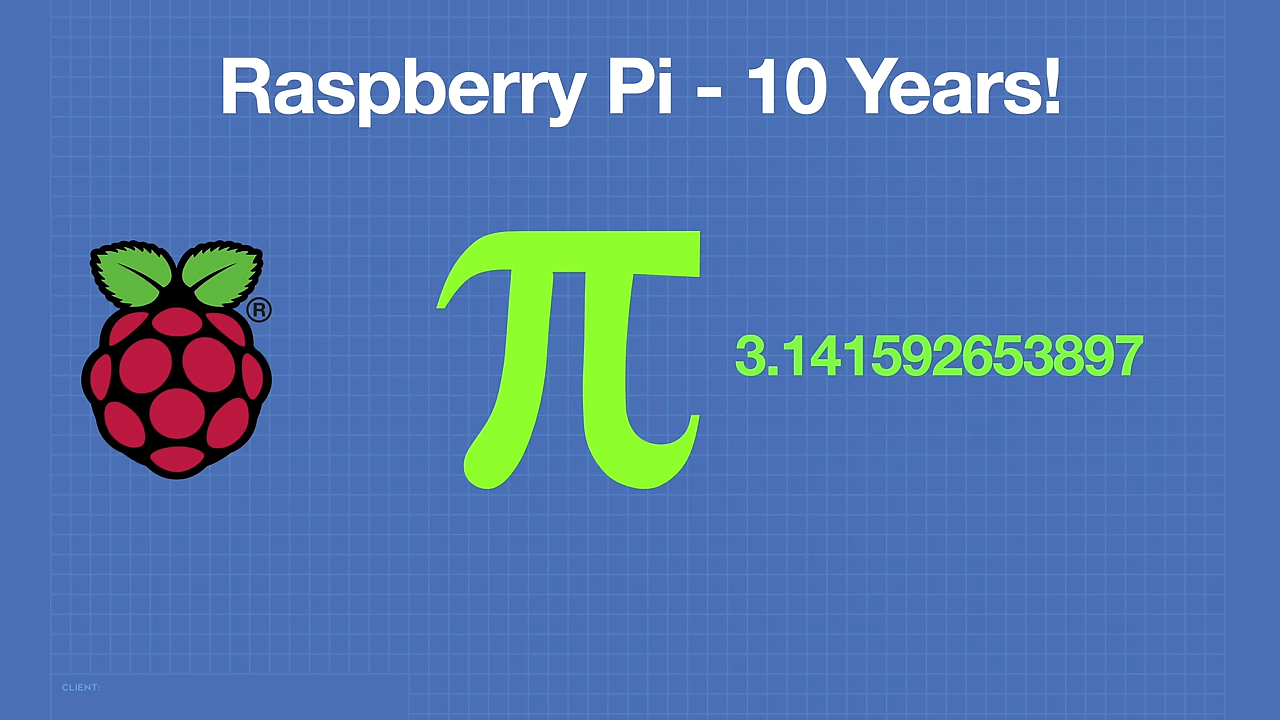 Raspberry Pi - 10 Years!
®
π
3.141592653897
CLIENT: